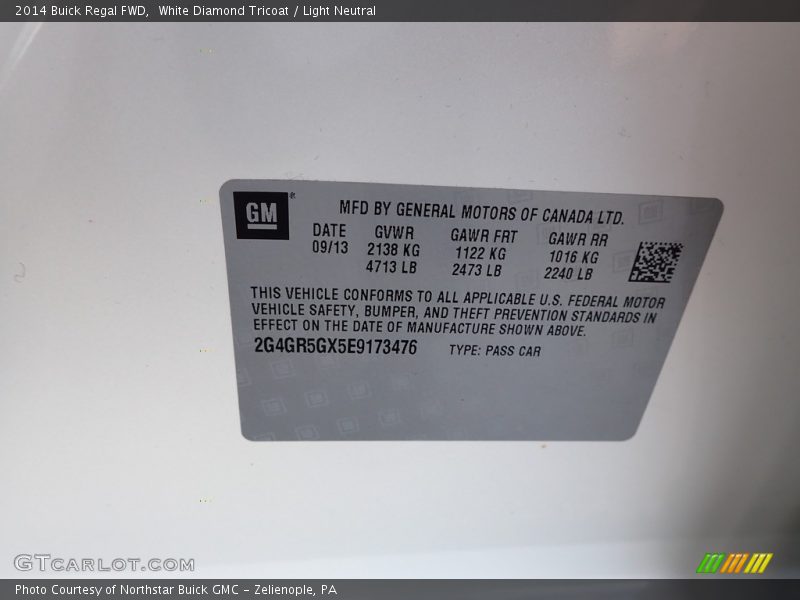 2014 Buick Regal FWD,  White Diamond Tricoat / Light Neutral
GM®
MFD BY GENERAL MOTORS OF CANADA LTD.
DATE GVWR GAWR FRT GAWR RR
09/13 2138 KG 1122 KG 1016 KG
4713 LB 2473 LB 2240 LB
THIS VEHICLE CONFORMS TO ALL APPLICABLE U.S. FEDERAL MOTOR
VEHICLE SAFETY, BUMPER, AND THEFT PREVENTION STANDARDS IN
EFFECT ON THE DATE OF MANUFACTURE SHOWN ABOVE.
2G4GR5GX5E9173476 TYPE: PASS CAR
GTCARLOT.COM
Photo Courtesy of Northstar Buick GMC - Zelienople, PA